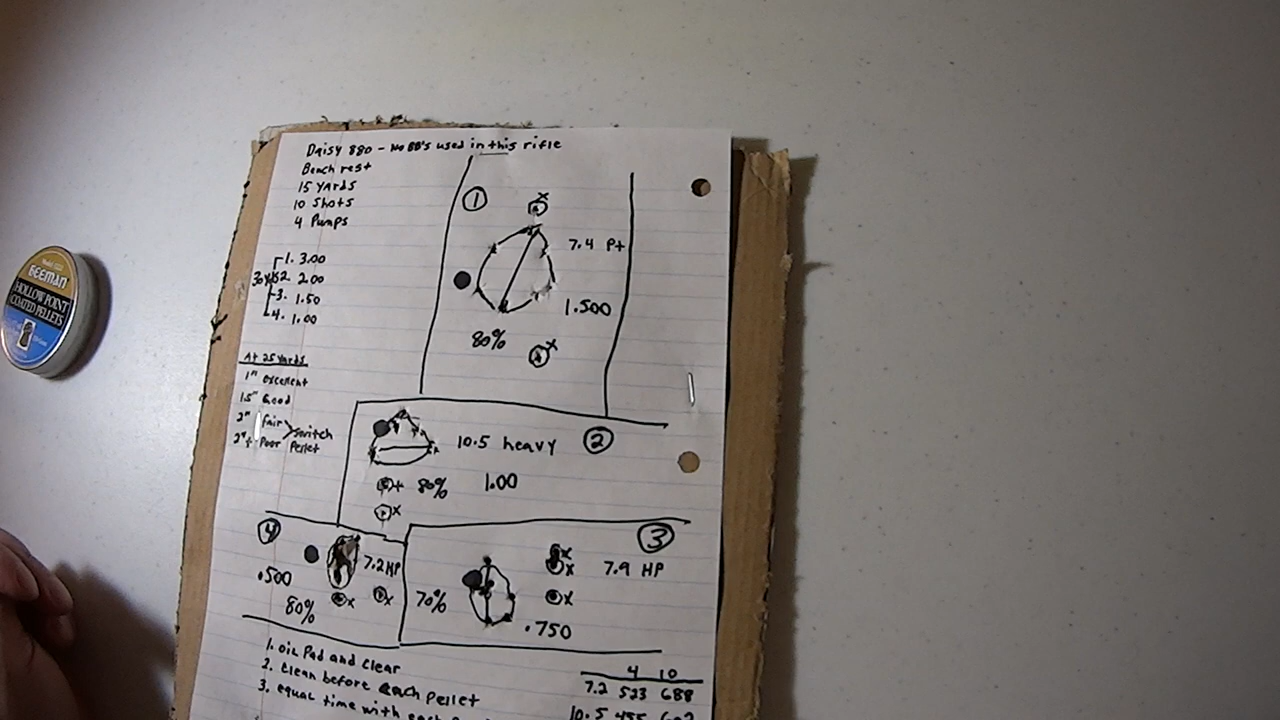 Daisy 880 - No BB's used in this rifle
Bench rest
15 Yards
10 Shots
4 Pumps
1. 3.00
2. 2.00
3. 1.50
4. 1.00
At 25 Yards
1" excellent
1.5" Good
2" Fair
2"+ Poor
Switch
Pellet
1
x
7.4 Pt
1.500
80%
x
10.5 heavy
2
+ 80% 1.00
x
4
7.2 HP
.500
80%
x x
3
x
x
7.9 HP
70%
x
.750
1. oil Pad and Clear
2. Clean before each Pellet
3. equal time with each
4 10
7.2 523 688
10.5
BEEMAN
HOLLOW POINT
COATED PELLETS